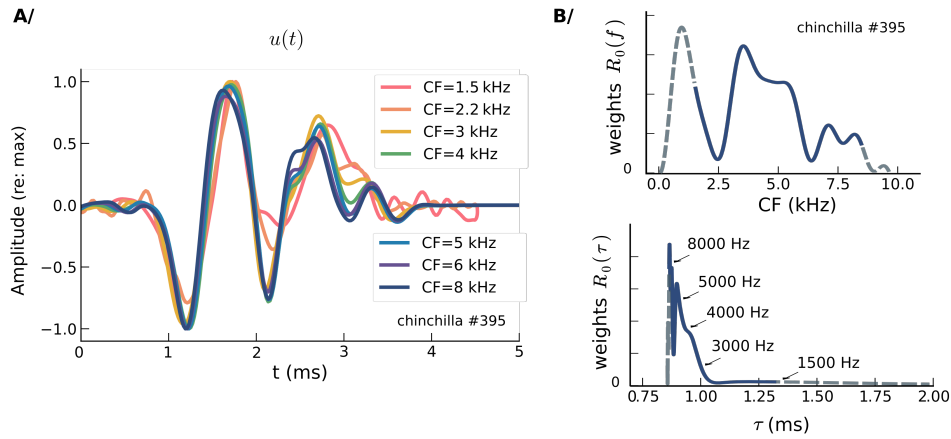 A/
u(t)
Amplitude (re: max)
1.0
0.5
0.0
−0.5
−1.0
CF=1.5 kHz
CF=2.2 kHz
CF=3 kHz
CF=4 kHz
CF=5 kHz
CF=6 kHz
CF=8 kHz
chinchilla #395
0 1 2 3 4 5
t (ms)
B/
chinchilla #395
weights R₀(f)
0
0.0 2.5 5.0 7.5 10.0
CF (kHz)
weights R₀(τ)
8000 Hz
5000 Hz
4000 Hz
3000 Hz
1500 Hz
0
0.75 1.00 1.25 1.50 1.75 2.00
τ (ms)